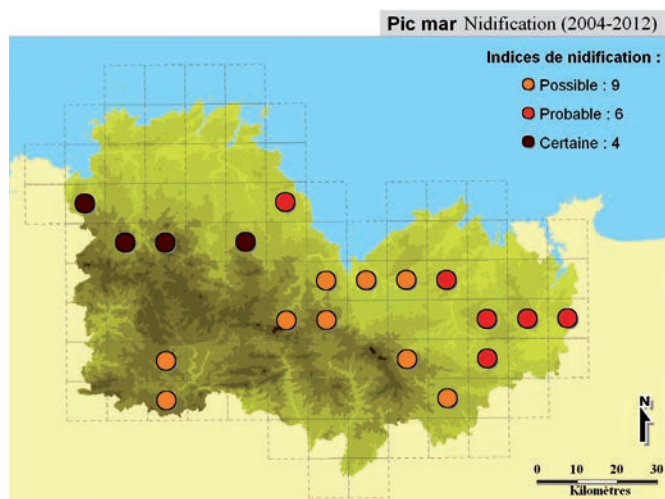 Pic mar Nidification (2004-2012)
Indices de nidification :
Possible : 9
Probable : 6
Certaine : 4
N
0 10 20 30
Kilomètres